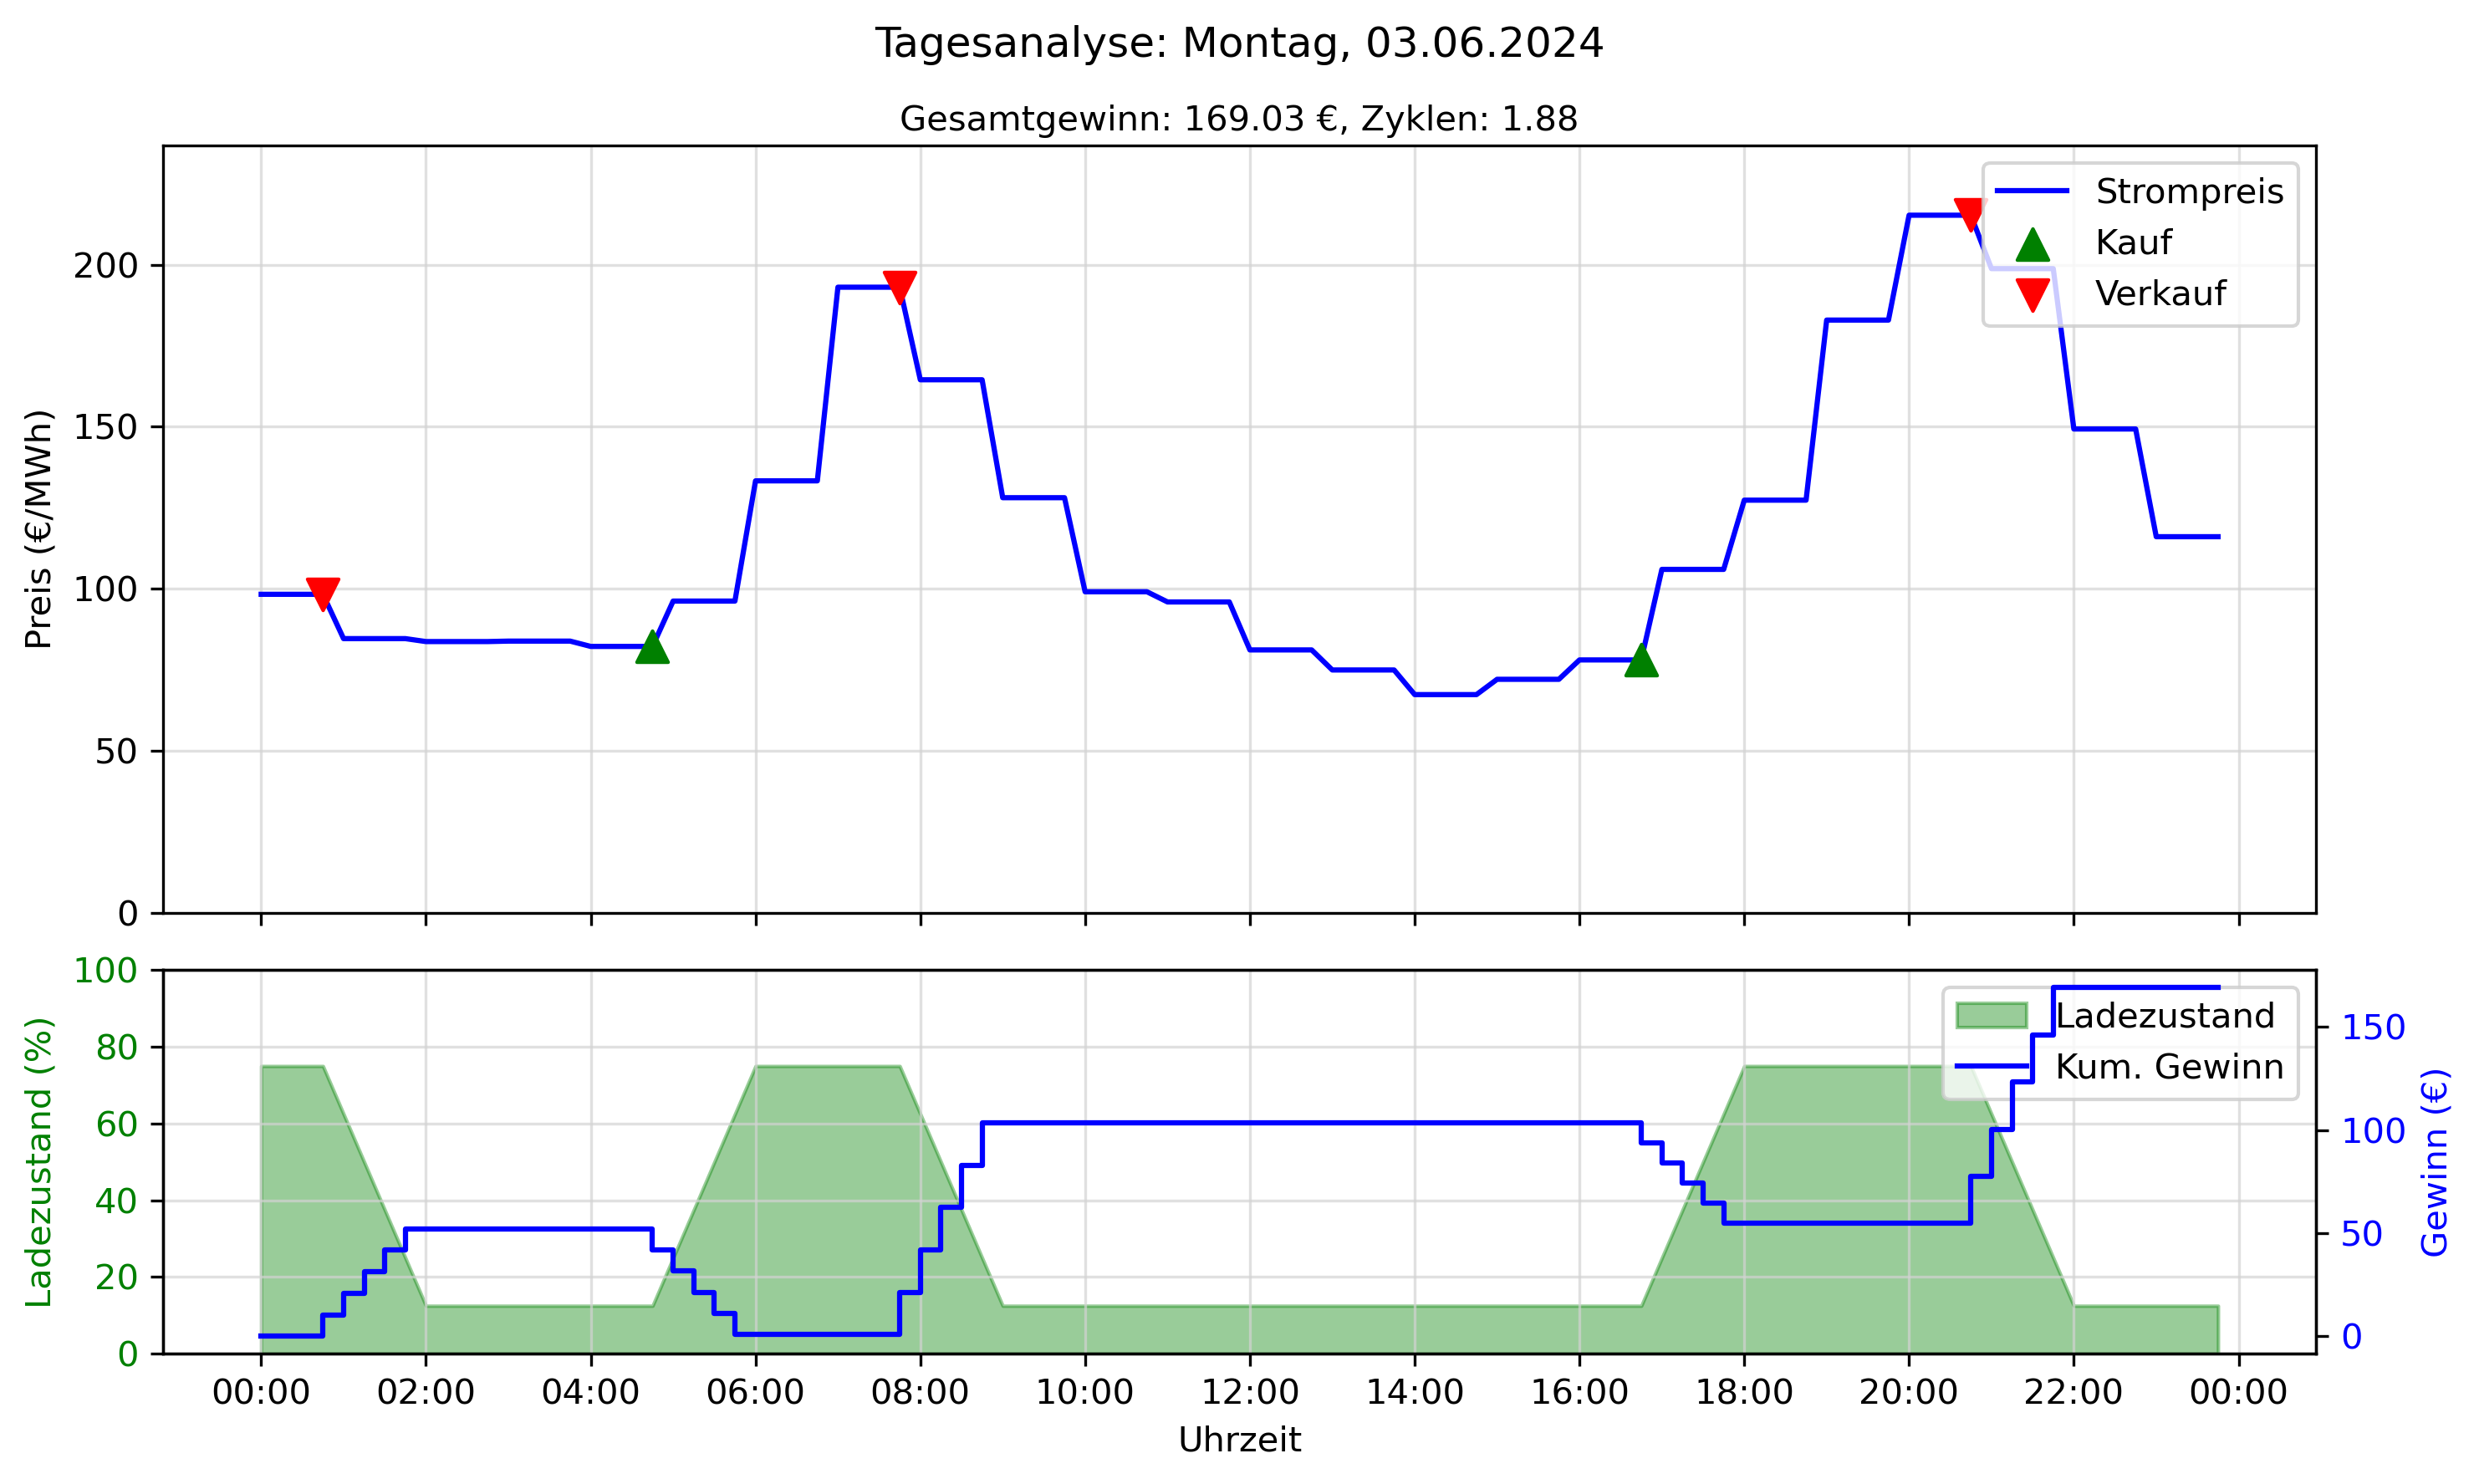 Tagesanalyse: Montag, 03.06.2024
Gesamtgewinn: 169.03 €, Zyklen: 1.88
Preis (€/MWh)
200
150
100
50
0
Strompreis
Kauf
Verkauf
Ladezustand (%)
100
80
60
40
20
0
Ladezustand
Kum. Gewinn
150
100
50
0
Gewinn (€)
00:00 02:00 04:00 06:00 08:00 10:00 12:00 14:00 16:00 18:00 20:00 22:00 00:00
Uhrzeit